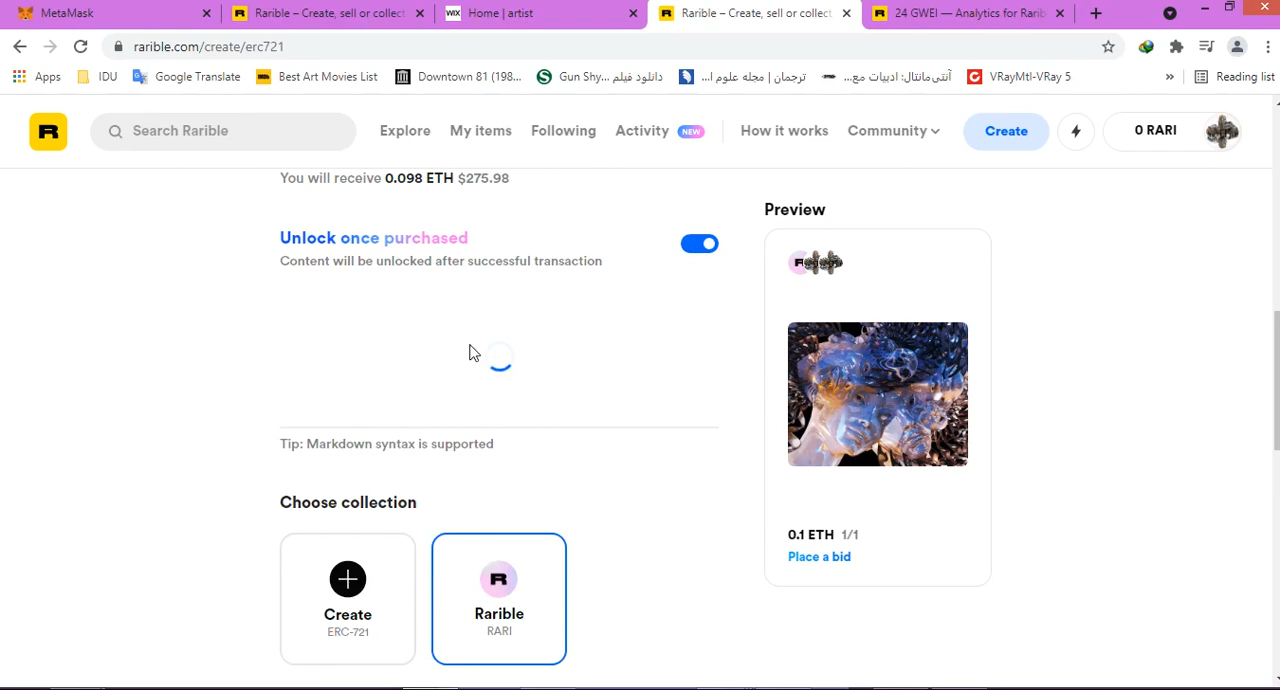 MetaMask
Rarible – Create, sell or collect
WIX Home | artist
Rarible – Create, sell or collect
24 GWEI — Analytics for Rarib
rarible.com/create/erc721
Apps
IDU
Google Translate
Best Art Movies List
Downtown 81 (198...
دانلود فیلم Gun Shy...
ترجمان | مجله علوم ا...
آنتی‌مانتال: ادبیات مع...
VRayMtl-VRay 5
»
Reading list
R
Search Rarible
Explore
My items
Following
Activity NEW
How it works
Community
Create
0 RARI
You will receive 0.098 ETH $275.98
Preview
Unlock once purchased
Content will be unlocked after successful transaction
Tip: Markdown syntax is supported
Choose collection
0.1 ETH 1/1
Place a bid
R
Create
Rarible
ERC-721
RARI